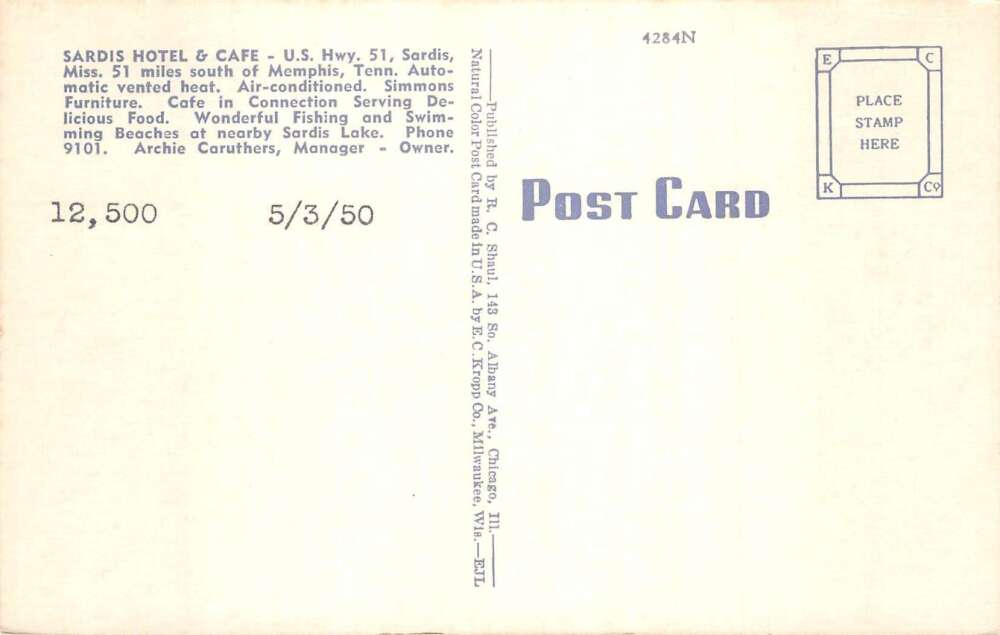 SARDIS HOTEL & CAFE - U.S. Hwy. 51, Sardis,
Miss. 51 miles south of Memphis, Tenn. Auto-
matic vented heat. Air-conditioned. Simmons
Furniture. Cafe in Connection Serving De-
licious Food. Wonderful Fishing and Swim-
ming Beaches at nearby Sardis Lake. Phone
9101. Archie Caruthers, Manager - Owner.
12,500 5/3/50
Published by R. C. Shaul, 143 So. Albany Ave., Chicago, Ill.
Natural Color Post Card made in U.S.A. by E. C. Kropp Co., Milwaukee, Wis.—EJL
4284N
POST CARD
E C
PLACE
STAMP
HERE
K Co